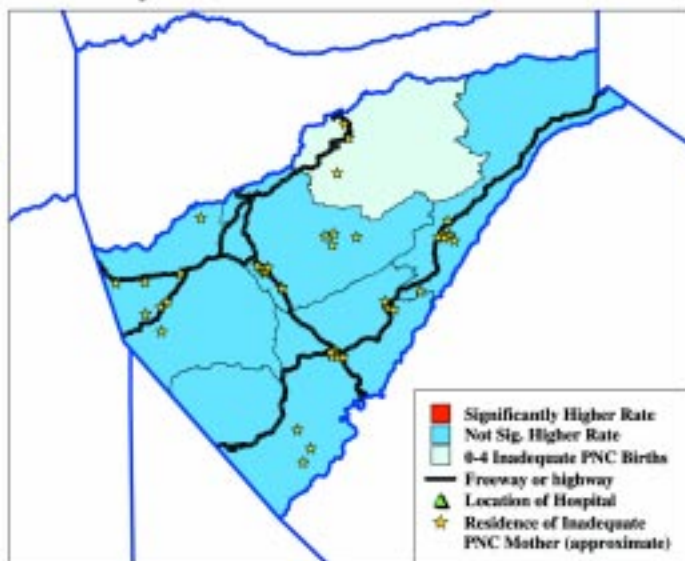 Significantly Higher Rate
Not Sig. Higher Rate
0-4 Inadequate PNC Births
Freeway or highway
Location of Hospital
Residence of Inadequate
PNC Mother (approximate)